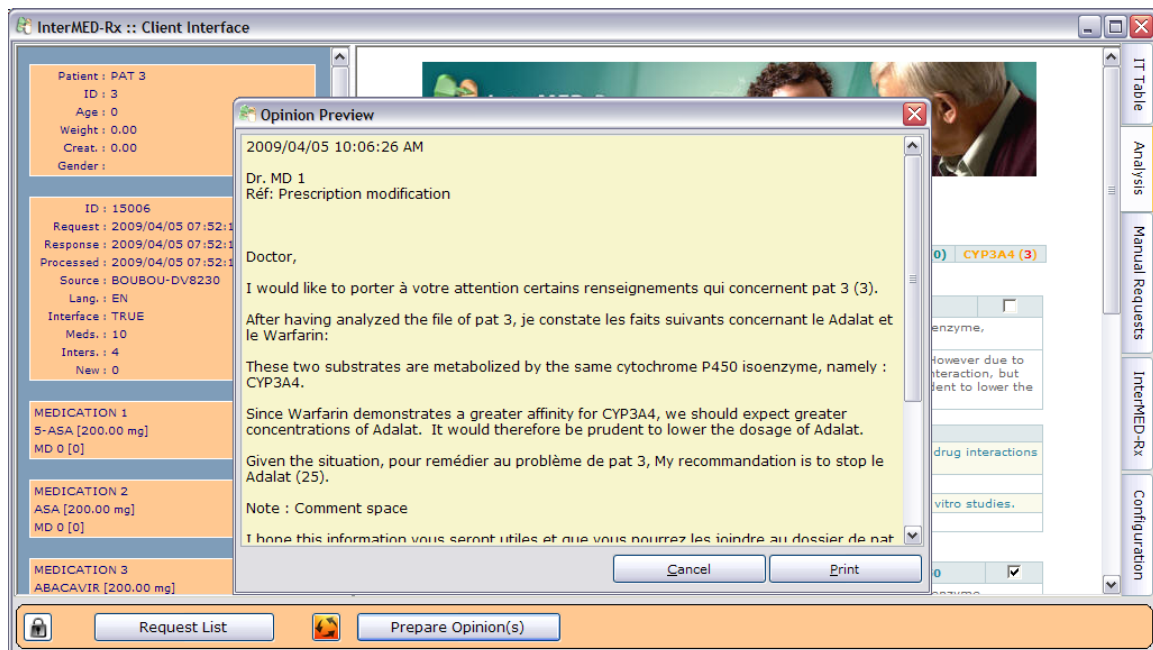 InterMED-Rx :: Client Interface
Patient : PAT 3
ID : 3
Age : 0
Weight : 0.00
Creat. : 0.00
Gender :
ID : 15006
Request : 2009/04/05 07:52:1
Response : 2009/04/05 07:52:1
Processed : 2009/04/05 07:52:1
Source : BOUBOU-DV8230
Lang. : EN
Interface : TRUE
Meds. : 10
Inters. : 4
New : 0
MEDICATION 1
5-ASA [200.00 mg]
MD 0 [0]
MEDICATION 2
ASA [200.00 mg]
MD 0 [0]
MEDICATION 3
ABACAVIR [200.00 mg]
Opinion Preview
2009/04/05 10:06:26 AM
Dr. MD 1
Réf: Prescription modification
Doctor,
I would like to porter à votre attention certains renseignements qui concernent pat 3 (3).
After having analyzed the file of pat 3, je constate les faits suivants concernant le Adalat et
le Warfarin:
These two substrates are metabolized by the same cytochrome P450 isoenzyme, namely :
CYP3A4.
Since Warfarin demonstrates a greater affinity for CYP3A4, we should expect greater
concentrations of Adalat.  It would therefore be prudent to lower the dosage of Adalat.
Given the situation, pour remédier au problème de pat 3, My recommandation is to stop le
Adalat (25).
Note : Comment space
I hope this information vous seront utiles et que vous pourrez les joindre au dossier de pat
Cancel
Print
0) CYP3A4 (3)
enzyme,
However due to
nteraction, but
dent to lower the
drug interactions
vitro studies.
IT Table
Analysis
Manual Requests
InterMED-Rx
Configuration
Request List
Prepare Opinion(s)